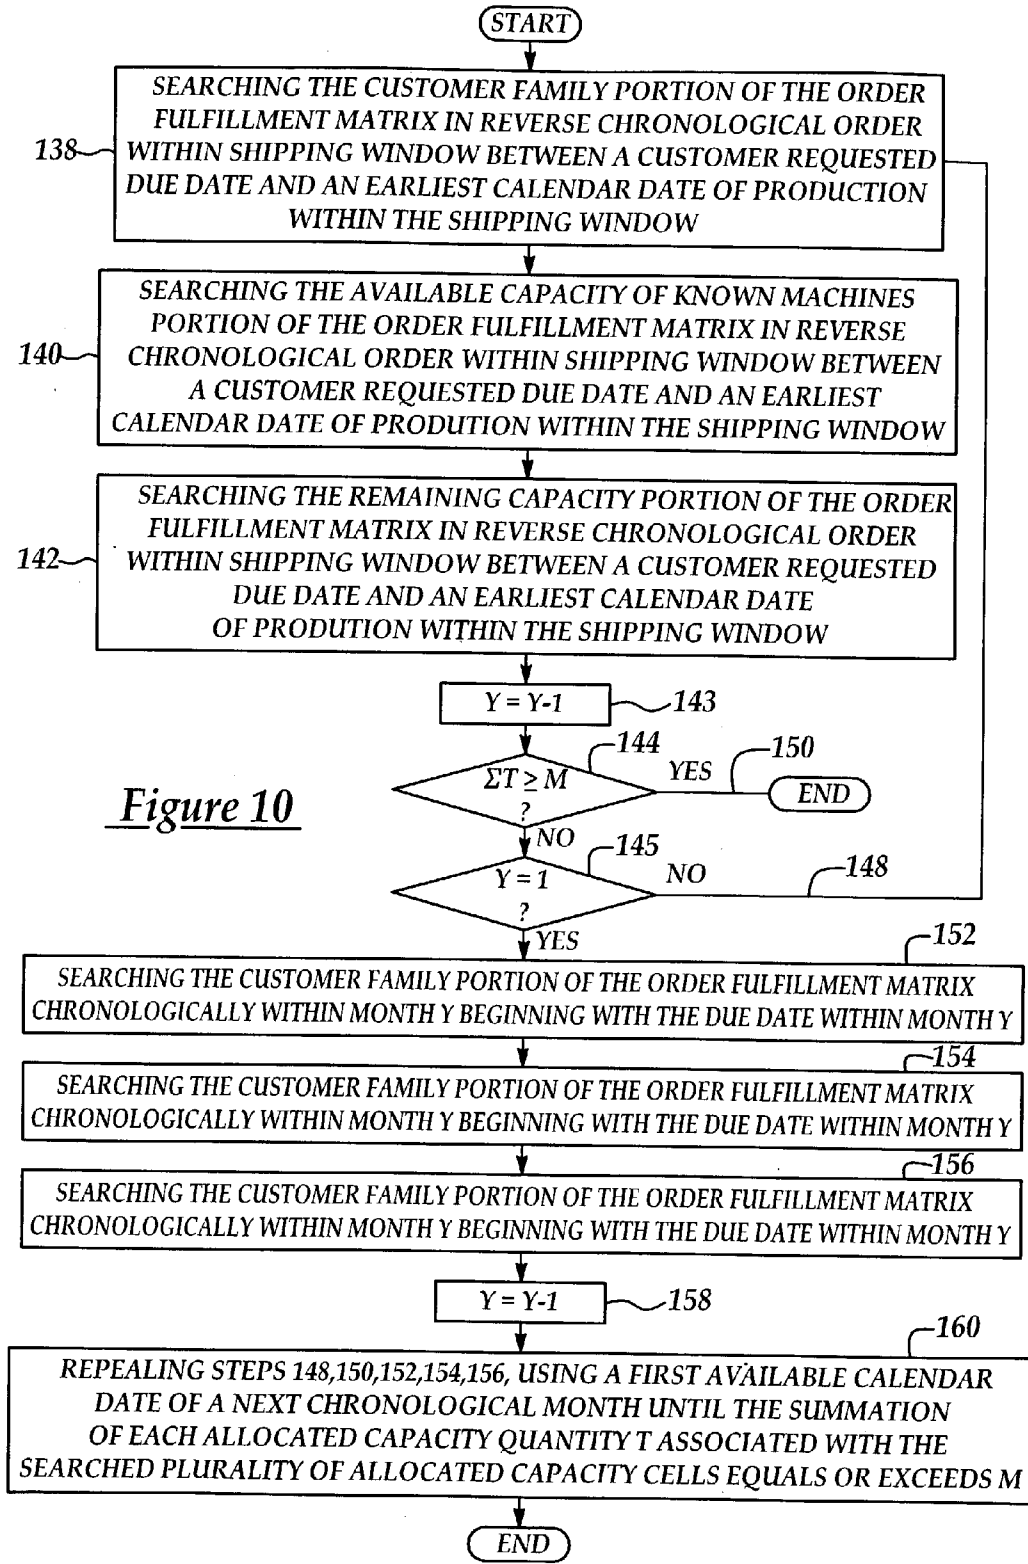 START
SEARCHING THE CUSTOMER FAMILY PORTION OF THE ORDER
FULFILLMENT MATRIX IN REVERSE CHRONOLOGICAL ORDER
138
WITHIN SHIPPING WINDOW BETWEEN A CUSTOMER REQUESTED
DUE DATE AND AN EARLIEST CALENDAR DATE OF PRODUCTION
WITHIN THE SHIPPING WINDOW
SEARCHING THE AVAILABLE CAPACITY OF KNOWN MACHINES
PORTION OF THE ORDER FULFILLMENT MATRIX IN REVERSE
140
CHRONOLOGICAL ORDER WITHIN SHIPPING WINDOW BETWEEN
A CUSTOMER REQUESTED DUE DATE AND AN EARLIEST
CALENDAR DATE OF PRODUTION WITHIN THE SHIPPING WINDOW
SEARCHING THE REMAINING CAPACITY PORTION OF THE ORDER
FULFILLMENT MATRIX IN REVERSE CHRONOLOGICAL ORDER
142
WITHIN SHIPPING WINDOW BETWEEN A CUSTOMER REQUESTED
DUE DATE AND AN EARLIEST CALENDAR DATE
OF PRODUTION WITHIN THE SHIPPING WINDOW
Y = Y-1
143
144
150
ΣT ≥ M
?
YES
END
Figure 10
NO
145
Y = 1
?
NO
148
YES
152
SEARCHING THE CUSTOMER FAMILY PORTION OF THE ORDER FULFILLMENT MATRIX
CHRONOLOGICALLY WITHIN MONTH Y BEGINNING WITH THE DUE DATE WITHIN MONTH Y
154
SEARCHING THE CUSTOMER FAMILY PORTION OF THE ORDER FULFILLMENT MATRIX
CHRONOLOGICALLY WITHIN MONTH Y BEGINNING WITH THE DUE DATE WITHIN MONTH Y
156
SEARCHING THE CUSTOMER FAMILY PORTION OF THE ORDER FULFILLMENT MATRIX
CHRONOLOGICALLY WITHIN MONTH Y BEGINNING WITH THE DUE DATE WITHIN MONTH Y
Y = Y-1
158
160
REPEALING STEPS 148,150,152,154,156, USING A FIRST AVAILABLE CALENDAR
DATE OF A NEXT CHRONOLOGICAL MONTH UNTIL THE SUMMATION
OF EACH ALLOCATED CAPACITY QUANTITY T ASSOCIATED WITH THE
SEARCHED PLURALITY OF ALLOCATED CAPACITY CELLS EQUALS OR EXCEEDS M
END